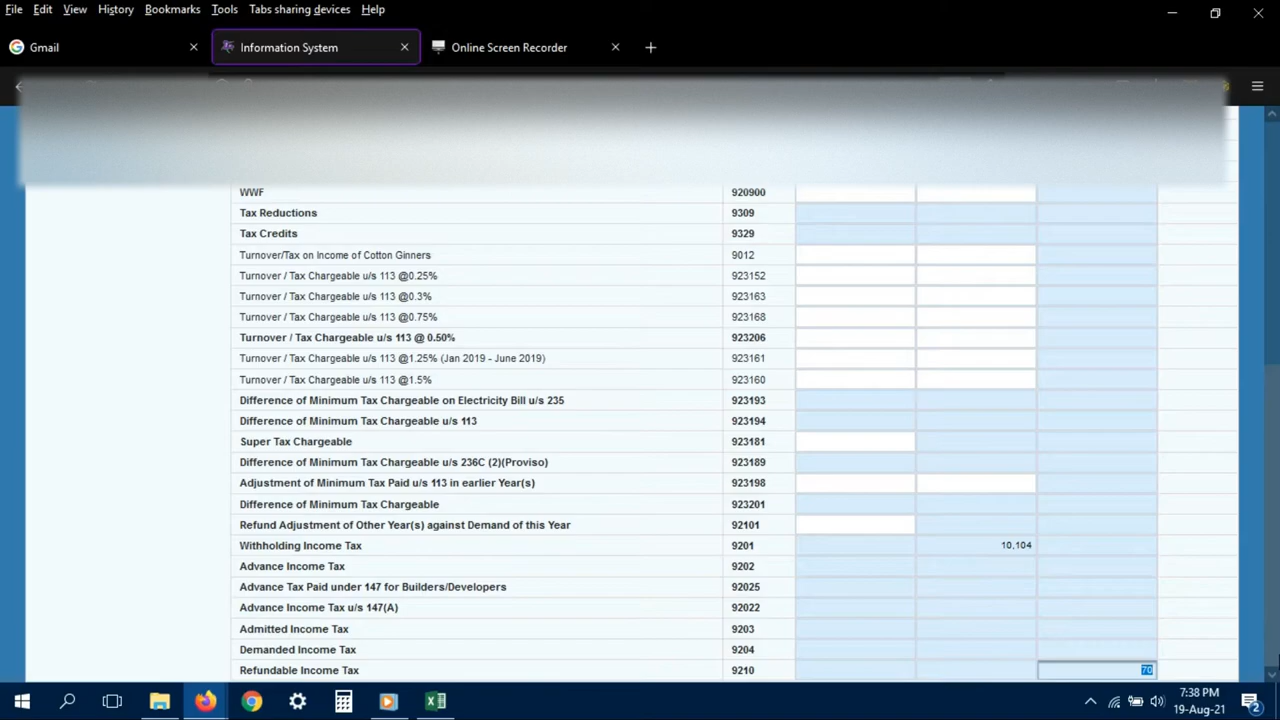 File Edit View History Bookmarks Tools Tabs sharing devices Help
Gmail Information System Online Screen Recorder
WWF 920900
Tax Reductions 9309
Tax Credits 9329
Turnover/Tax on Income of Cotton Ginners 9012
Turnover / Tax Chargeable u/s 113 @0.25% 923152
Turnover / Tax Chargeable u/s 113 @0.3% 923163
Turnover / Tax Chargeable u/s 113 @0.75% 923168
Turnover / Tax Chargeable u/s 113 @ 0.50% 923206
Turnover / Tax Chargeable u/s 113 @1.25% (Jan 2019 - June 2019) 923161
Turnover / Tax Chargeable u/s 113 @1.5% 923160
Difference of Minimum Tax Chargeable on Electricity Bill u/s 235 923193
Difference of Minimum Tax Chargeable u/s 113 923194
Super Tax Chargeable 923181
Difference of Minimum Tax Chargeable u/s 236C (2)(Proviso) 923189
Adjustment of Minimum Tax Paid u/s 113 in earlier Year(s) 923198
Difference of Minimum Tax Chargeable 923201
Refund Adjustment of Other Year(s) against Demand of this Year 92101
Withholding Income Tax 9201 10,104
Advance Income Tax 9202
Advance Tax Paid under 147 for Builders/Developers 92025
Advance Income Tax u/s 147(A) 92022
Admitted Income Tax 9203
Demanded Income Tax 9204
Refundable Income Tax 9210 70
7:38 PM
19-Aug-21 2